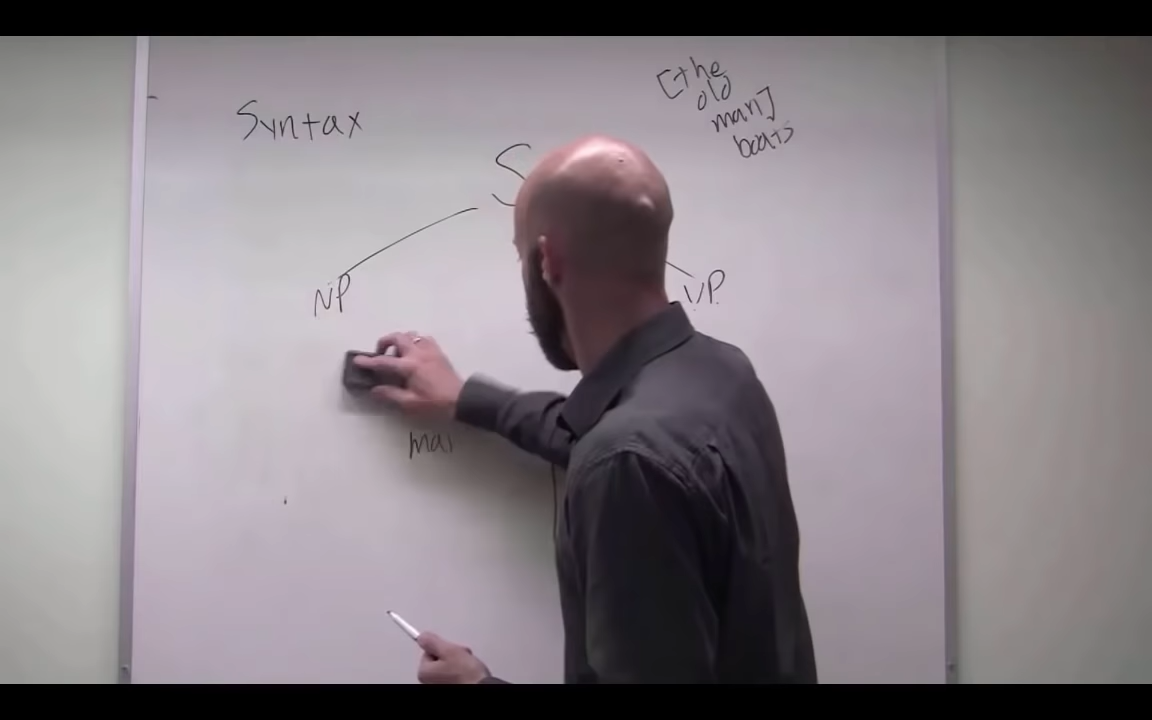 Syntax
[the
old
man]
boats
S
NP
VP